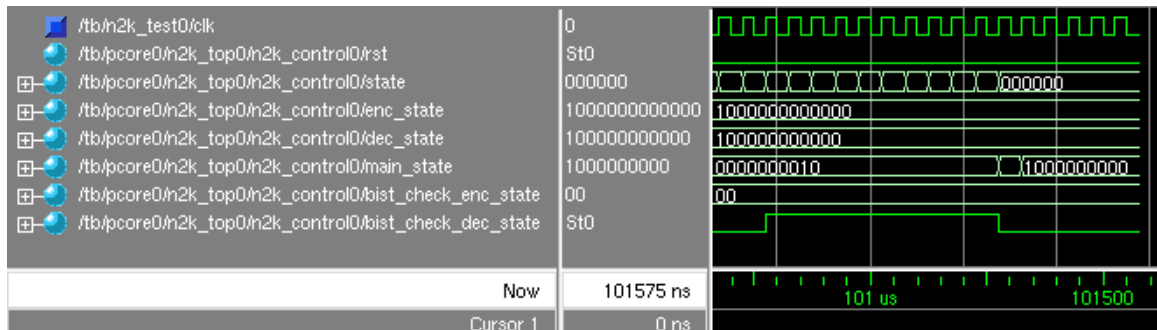 /tb/n2k_test0/clk 0
/tb/pcore0/n2k_top0/n2k_control0/rst St0
/tb/pcore0/n2k_top0/n2k_control0/state 000000 000000
/tb/pcore0/n2k_top0/n2k_control0/enc_state 1000000000000 1000000000000
/tb/pcore0/n2k_top0/n2k_control0/dec_state 100000000000 100000000000
/tb/pcore0/n2k_top0/n2k_control0/main_state 1000000000 0000000010 1000000000
/tb/pcore0/n2k_top0/n2k_control0/bist_check_enc_state 00 00
/tb/pcore0/n2k_top0/n2k_control0/bist_check_dec_state St0
Now 101575 ns 101 us 101500
Cursor 1 0 ns